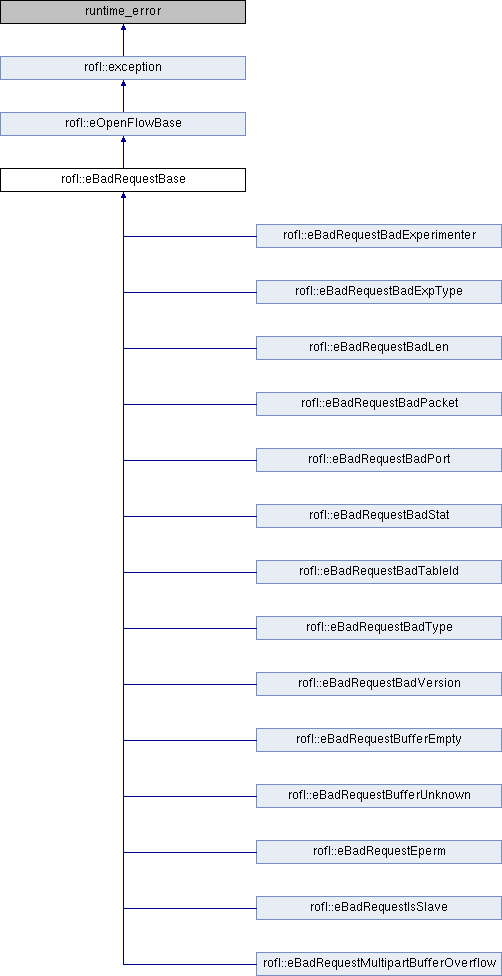 runtime_error
rofl::exception
rofl::eOpenFlowBase
rofl::eBadRequestBase
rofl::eBadRequestBadExperimenter
rofl::eBadRequestBadExpType
rofl::eBadRequestBadLen
rofl::eBadRequestBadPacket
rofl::eBadRequestBadPort
rofl::eBadRequestBadStat
rofl::eBadRequestBadTableId
rofl::eBadRequestBadType
rofl::eBadRequestBadVersion
rofl::eBadRequestBufferEmpty
rofl::eBadRequestBufferUnknown
rofl::eBadRequestEperm
rofl::eBadRequestIsSlave
rofl::eBadRequestMultipartBufferOverflow